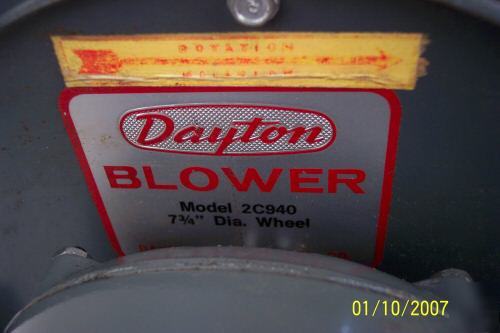 ROTATION
Dayton
BLOWER
Model 2C940
7¾" Dia. Wheel
01/10/2007